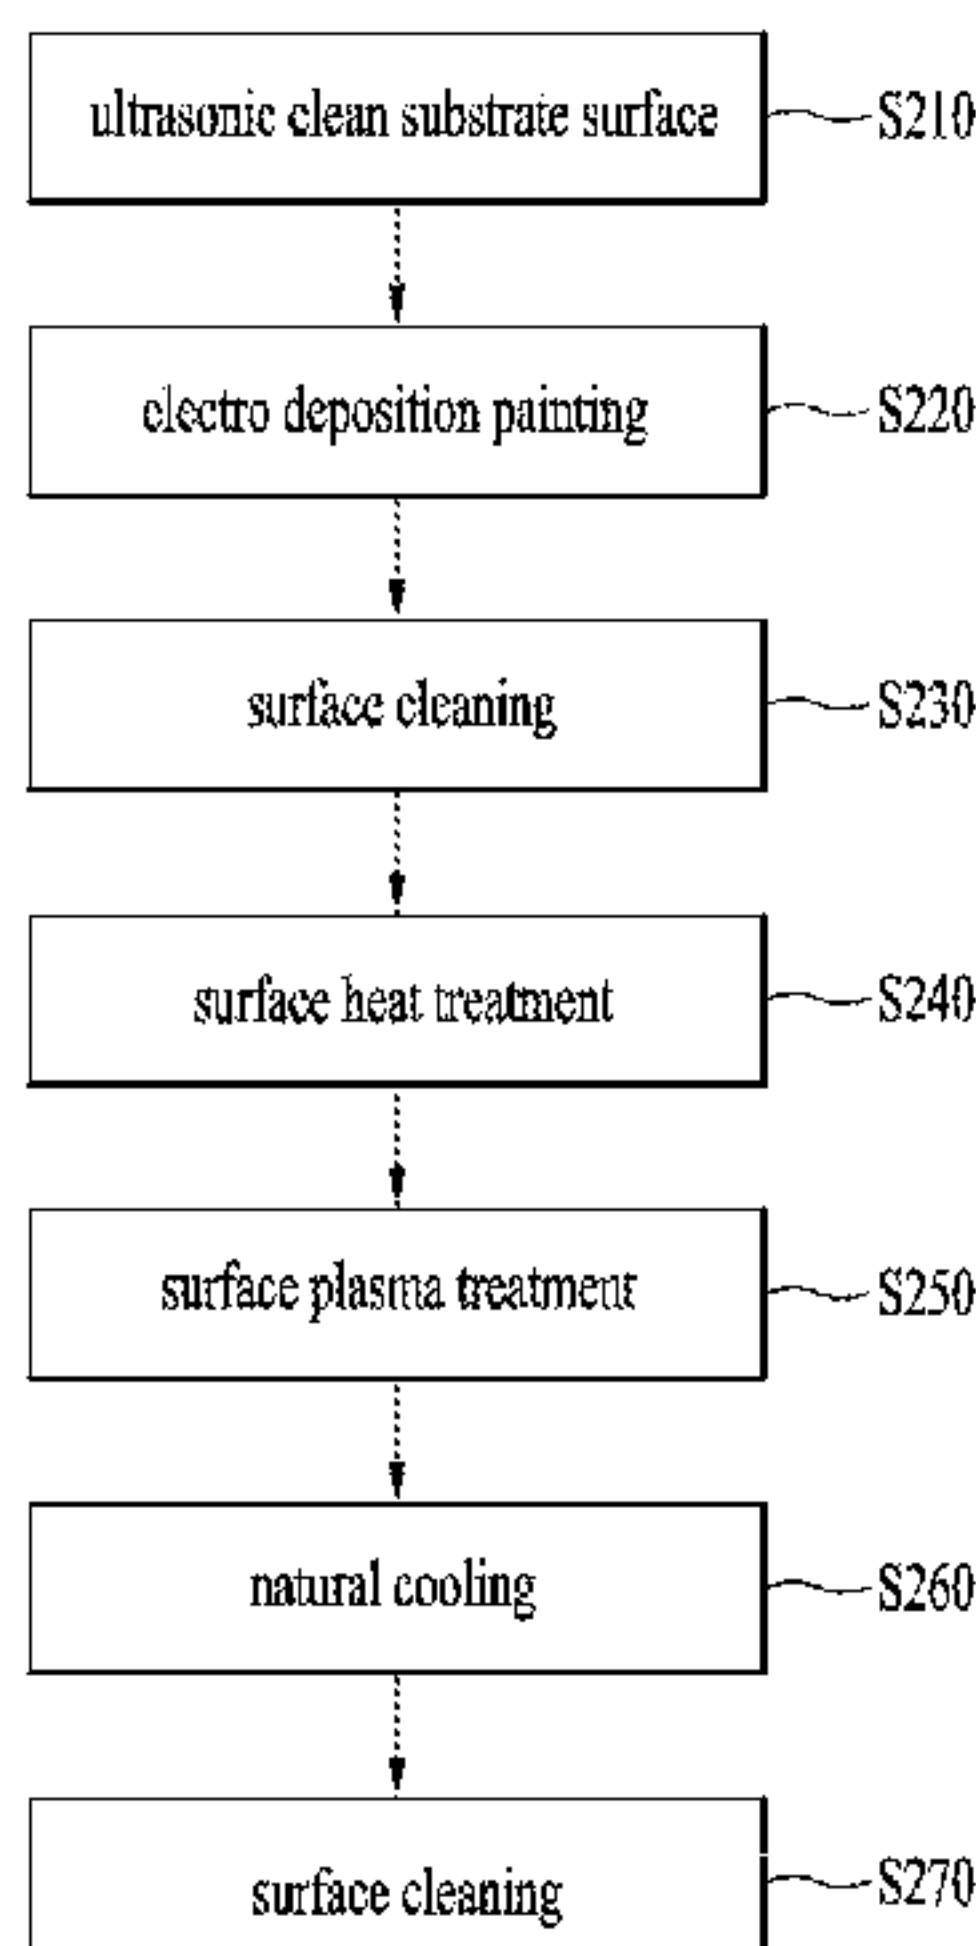 ultrasonic clean substrate surface S210
electro deposition painting S220
surface cleaning S230
surface heat treatment S240
surface plasma treatment S250
natural cooling S260
surface cleaning S270